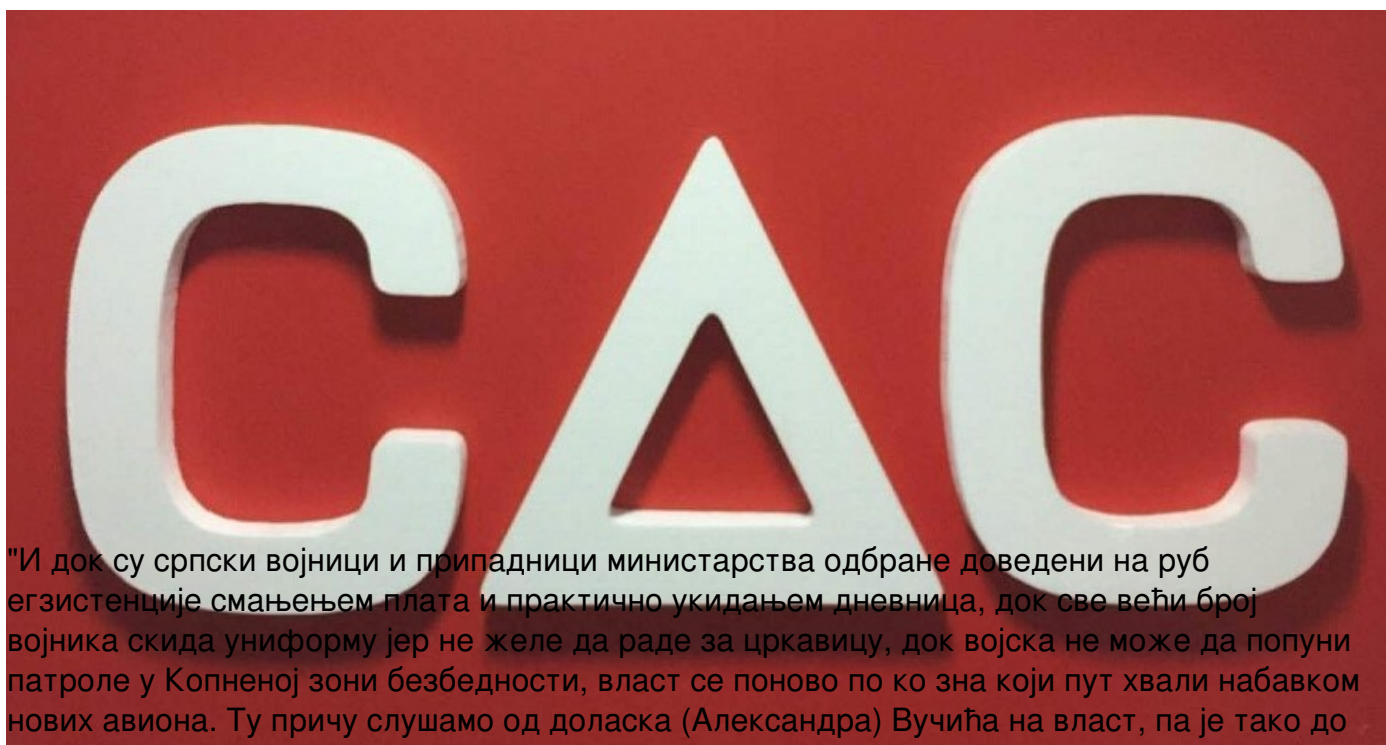 СДС
"И док су српски војници и припадници министарства одбране доведени на руб
егзистенције смањењем плата и практично укидањем дневница, док све већи број
војника скида униформу јер не желе да раде за цркавицу, док војска не може да попуни
патроле у Копненој зони безбедности, власт се поново по ко зна који пут хвали набавком
нових авиона. Ту причу слушамо од доласка (Александра) Вучића на власт, па је тако до